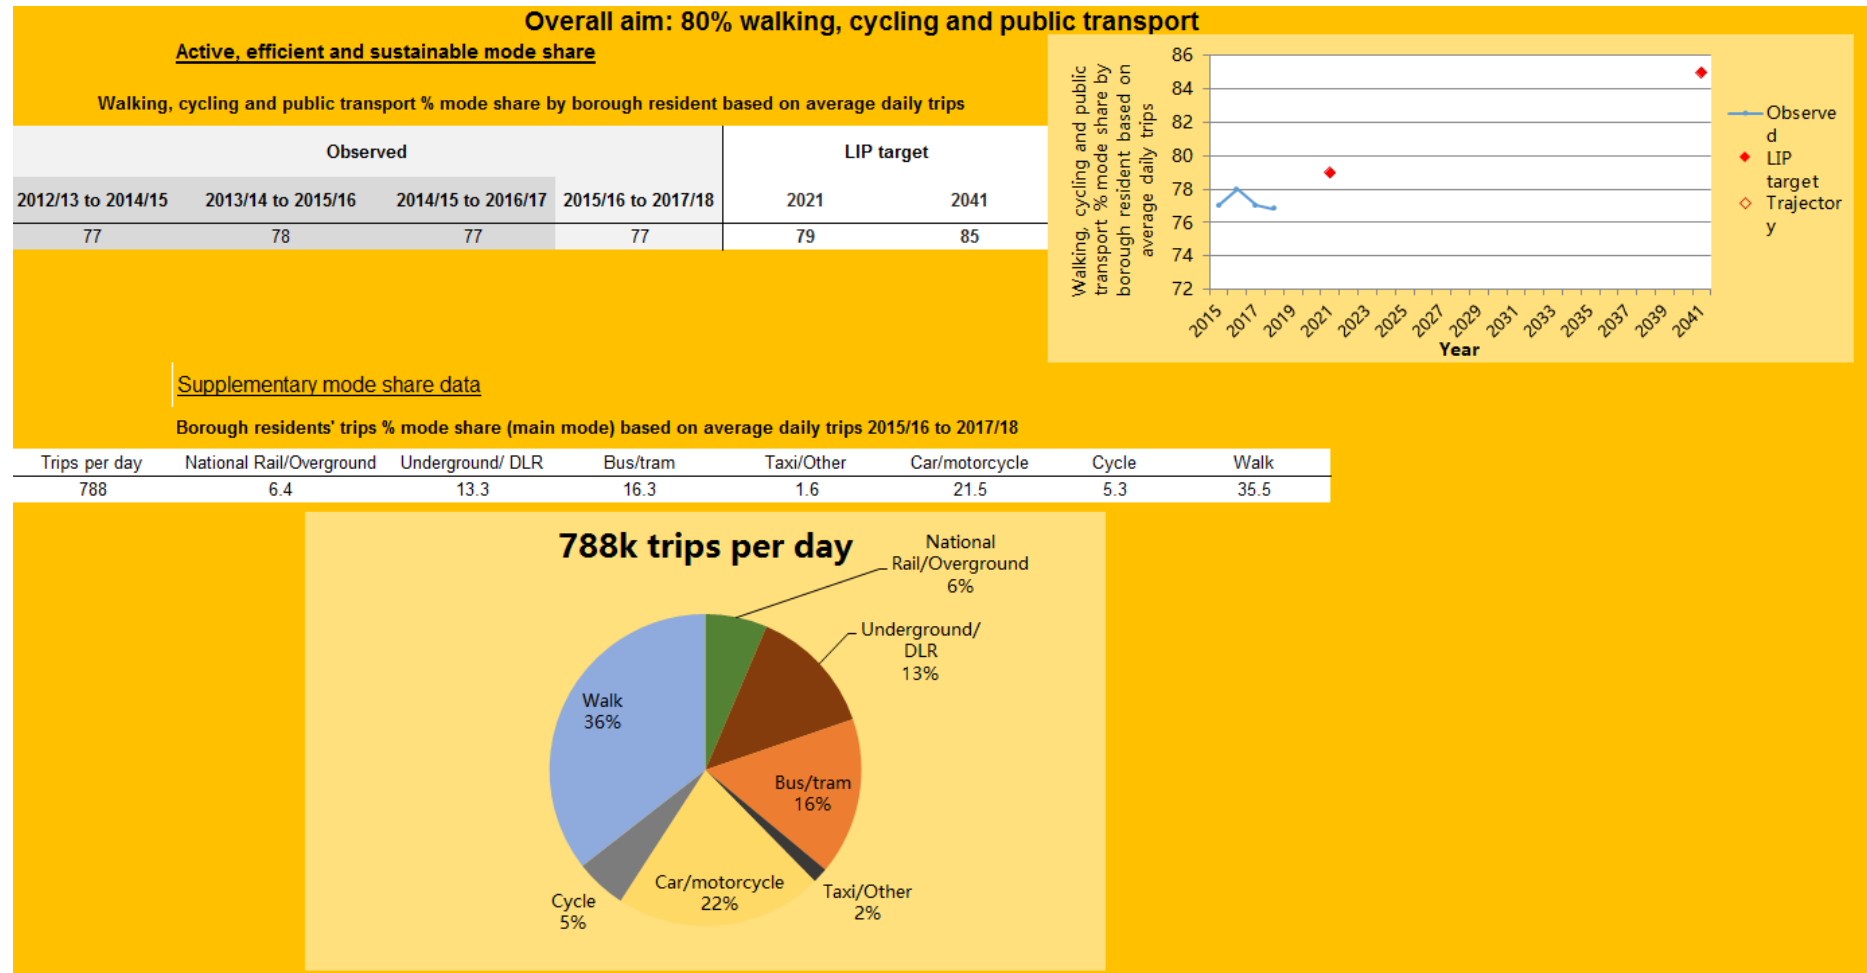 Overall aim: 80% walking, cycling and public transport
Active, efficient and sustainable mode share
Walking, cycling and public transport % mode share by borough resident based on average daily trips
Observed LIP target
2012/13 to 2014/15 2013/14 to 2015/16 2014/15 to 2016/17 2015/16 to 2017/18 2021 2041
77 78 77 77 79 85
Walking, cycling and public
transport % mode share by
borough resident based on
average daily trips
86
84
82
80
78
76
74
72
2015 2017 2019 2021 2023 2025 2027 2029 2031 2033 2035 2037 2039 2041
Year
Observe
d
LIP
target
Trajector
y
Supplementary mode share data
Borough residents' trips % mode share (main mode) based on average daily trips 2015/16 to 2017/18
Trips per day National Rail/Overground Underground/ DLR Bus/tram Taxi/Other Car/motorcycle Cycle Walk
788 6.4 13.3 16.3 1.6 21.5 5.3 35.5
788k trips per day
National
Rail/Overground
6%
Underground/
DLR
13%
Bus/tram
16%
Taxi/Other
2%
Car/motorcycle
22%
Cycle
5%
Walk
36%